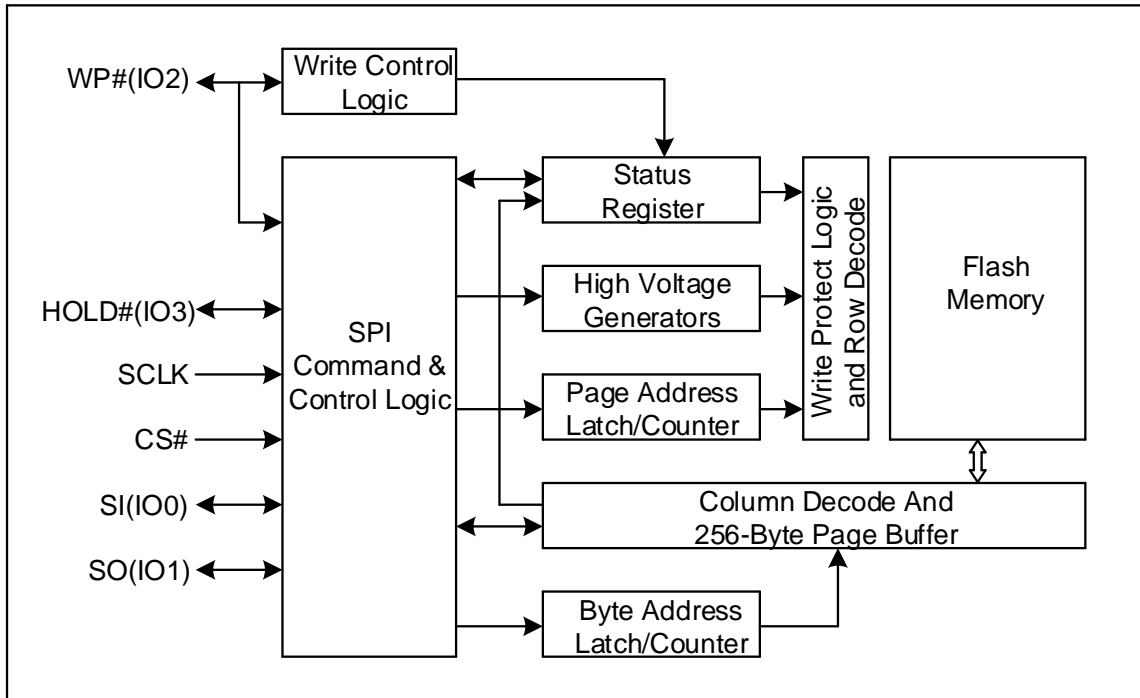 WP#(IO2)
Write Control
Logic
HOLD#(IO3)
SCLK
CS#
SI(IO0)
SO(IO1)
SPI
Command &
Control Logic
Status
Register
High Voltage
Generators
Page Address
Latch/Counter
Write Protect Logic
and Row Decode
Flash
Memory
Column Decode And
256-Byte Page Buffer
Byte Address
Latch/Counter